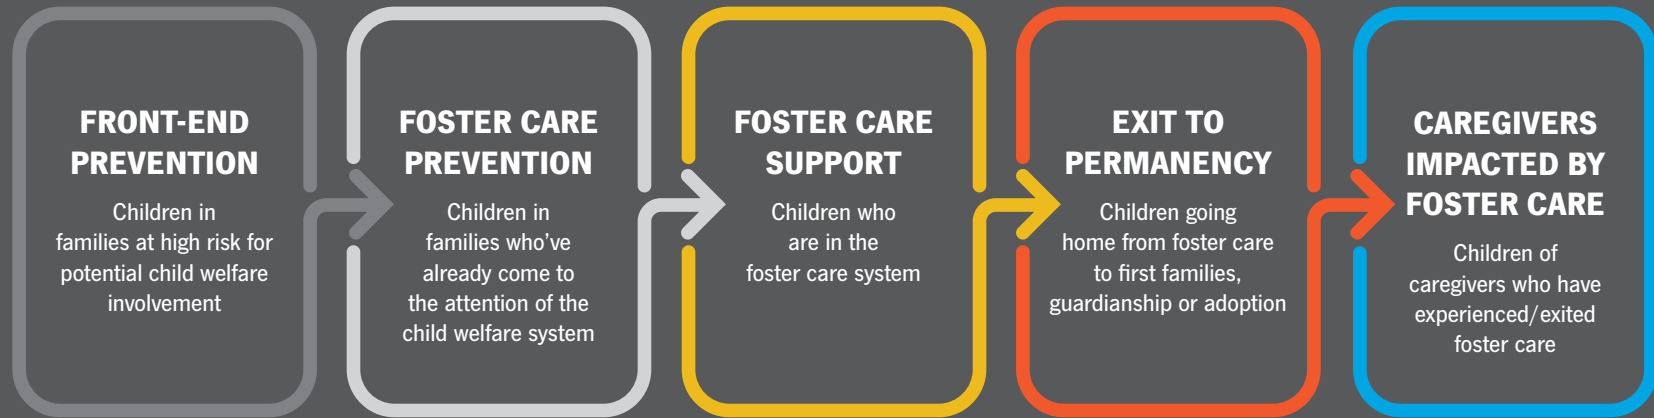 FRONT-END
PREVENTION
Children in
families at high risk for
potential child welfare
involvement
FOSTER CARE
PREVENTION
Children in
families who've
already come to
the attention of the
child welfare system
FOSTER CARE
SUPPORT
Children who
are in the
foster care system
EXIT TO
PERMANENCY
Children going
home from foster care
to first families,
guardianship or adoption
CAREGIVERS
IMPACTED BY
FOSTER CARE
Children of
caregivers who have
experienced/exited
foster care